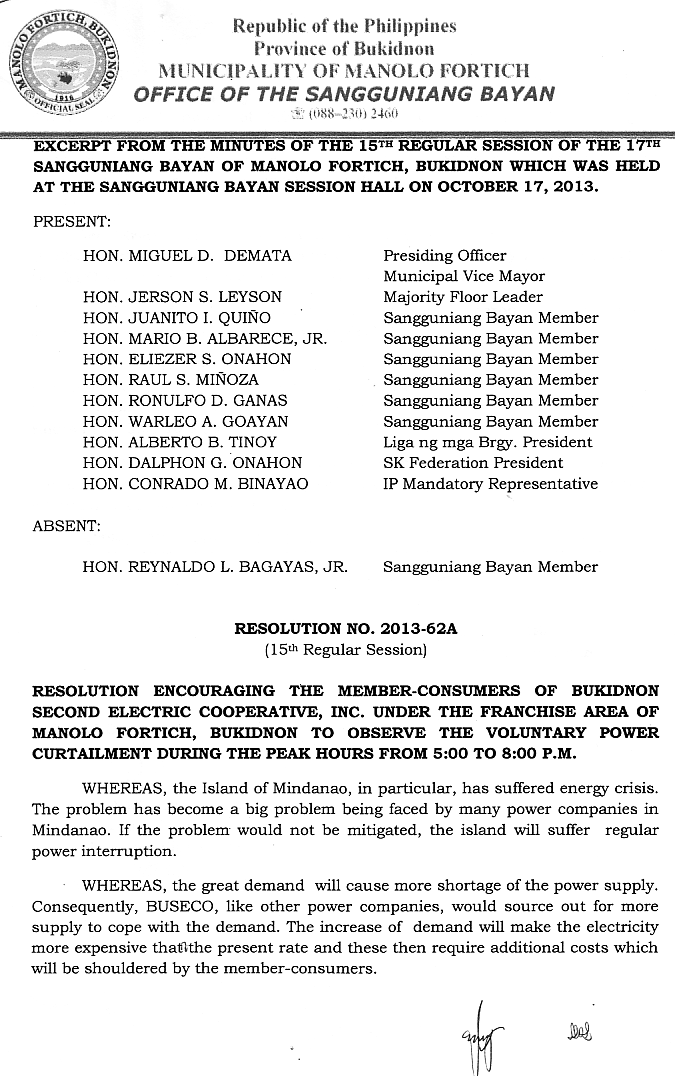 MANOLO FORTICH, BUKIDNON
1916
OFFICIAL SEAL
Republic of the Philippines
Province of Bukidnon
MUNICIPALITY OF MANOLO FORTICH
OFFICE OF THE SANGGUNIANG BAYAN
☏ (088–230) 2460
EXCERPT FROM THE MINUTES OF THE 15TH REGULAR SESSION OF THE 17TH
SANGGUNIANG BAYAN OF MANOLO FORTICH, BUKIDNON WHICH WAS HELD
AT THE SANGGUNIANG BAYAN SESSION HALL ON OCTOBER 17, 2013.
PRESENT:
HON. MIGUEL D. DEMATA Presiding Officer
Municipal Vice Mayor
HON. JERSON S. LEYSON Majority Floor Leader
HON. JUANITO I. QUIÑO Sangguniang Bayan Member
HON. MARIO B. ALBARECE, JR. Sangguniang Bayan Member
HON. ELIEZER S. ONAHON Sangguniang Bayan Member
HON. RAUL S. MIÑOZA Sangguniang Bayan Member
HON. RONULFO D. GANAS Sangguniang Bayan Member
HON. WARLEO A. GOAYAN Sangguniang Bayan Member
HON. ALBERTO B. TINOY Liga ng mga Brgy. President
HON. DALPHON G. ONAHON SK Federation President
HON. CONRADO M. BINAYAO IP Mandatory Representative
ABSENT:
HON. REYNALDO L. BAGAYAS, JR. Sangguniang Bayan Member
RESOLUTION NO. 2013-62A
(15th Regular Session)
RESOLUTION ENCOURAGING THE MEMBER-CONSUMERS OF BUKIDNON
SECOND ELECTRIC COOPERATIVE, INC. UNDER THE FRANCHISE AREA OF
MANOLO FORTICH, BUKIDNON TO OBSERVE THE VOLUNTARY POWER
CURTAILMENT DURING THE PEAK HOURS FROM 5:00 TO 8:00 P.M.
WHEREAS, the Island of Mindanao, in particular, has suffered energy crisis.
The problem has become a big problem being faced by many power companies in
Mindanao. If the problem would not be mitigated, the island will suffer regular
power interruption.
WHEREAS, the great demand will cause more shortage of the power supply.
Consequently, BUSECO, like other power companies, would source out for more
supply to cope with the demand. The increase of demand will make the electricity
more expensive than the present rate and these then require additional costs which
will be shouldered by the member-consumers.